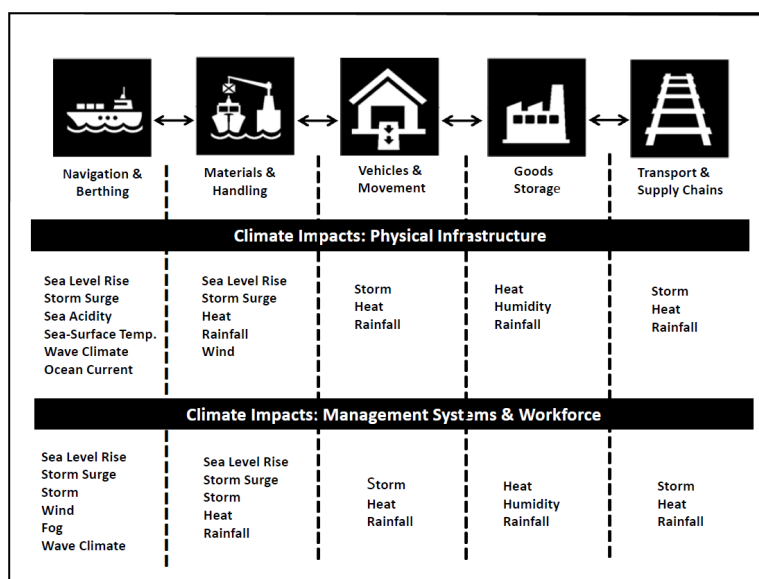 Navigation &
Berthing
Materials &
Handling
Vehicles &
Movement
Goods
Storage
Transport &
Supply Chains
Climate Impacts: Physical Infrastructure
Sea Level Rise
Storm Surge
Sea Acidity
Sea-Surface Temp.
Wave Climate
Ocean Current
Sea Level Rise
Storm Surge
Heat
Rainfall
Wind
Storm
Heat
Rainfall
Heat
Humidity
Rainfall
Storm
Heat
Rainfall
Climate Impacts: Management Systems & Workforce
Sea Level Rise
Storm Surge
Storm
Wind
Fog
Wave Climate
Sea Level Rise
Storm Surge
Storm
Heat
Rainfall
Storm
Heat
Rainfall
Heat
Humidity
Rainfall
Storm
Heat
Rainfall